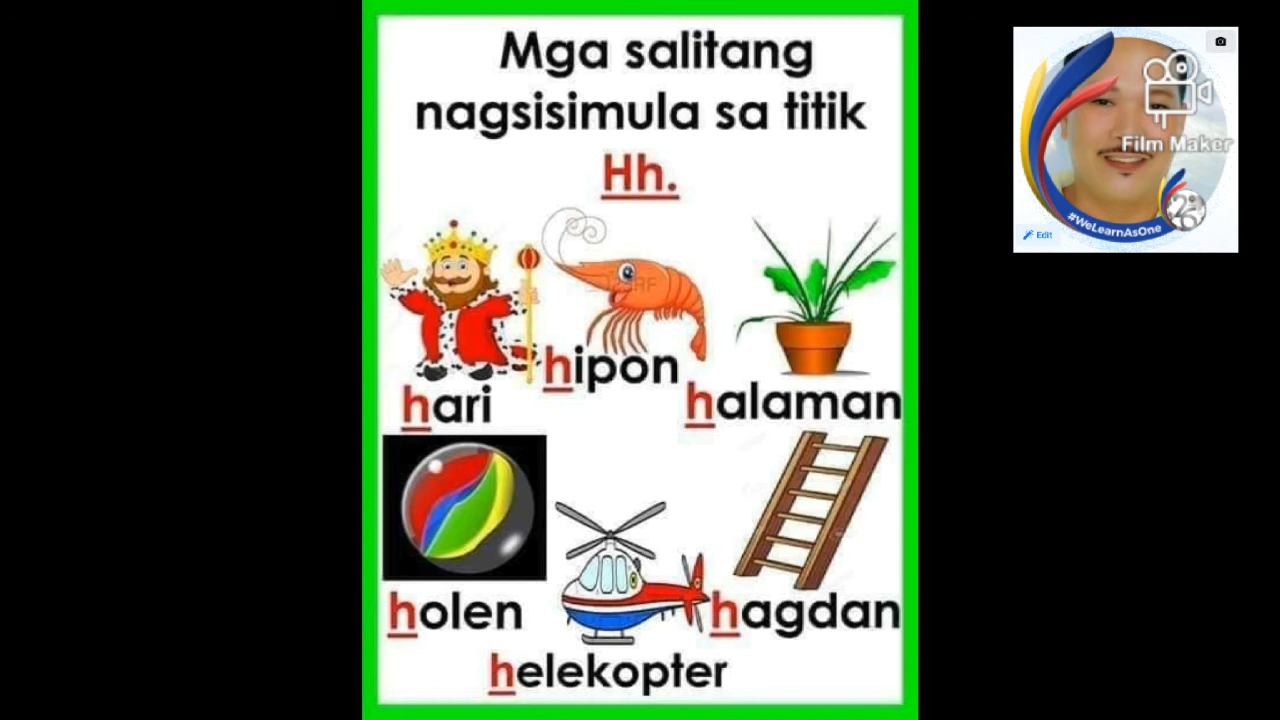 Mga salitang
nagsisimula sa titik
Hh.
hari
hipon
halaman
holen
helekopter
hagdan
Film Maker
#WeLearnAsOne
Edit